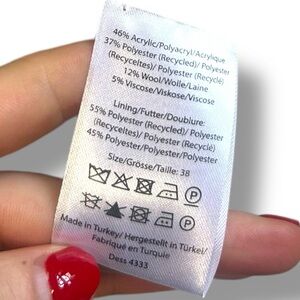 46% Acrylic/Polyacryl/Acrylique
37% Polyester (Recycled)/ Polyester
(Recyceltes)/ Polyester (Recyclé)
12% Wool/Wolle/Laine
5% Viscose/Viskose/Viscose
Lining/Futter/Doublure:
55% Polyester (Recycled)/ Polyester
(Recyceltes)/ Polyester (Recyclé)
45% Polyester/Polyester/Polyester
Size/Grösse/Taille: 38
Made in Turkey/ Hergestellt in Türkei/
Fabriqué en Turquie
Dess 4333